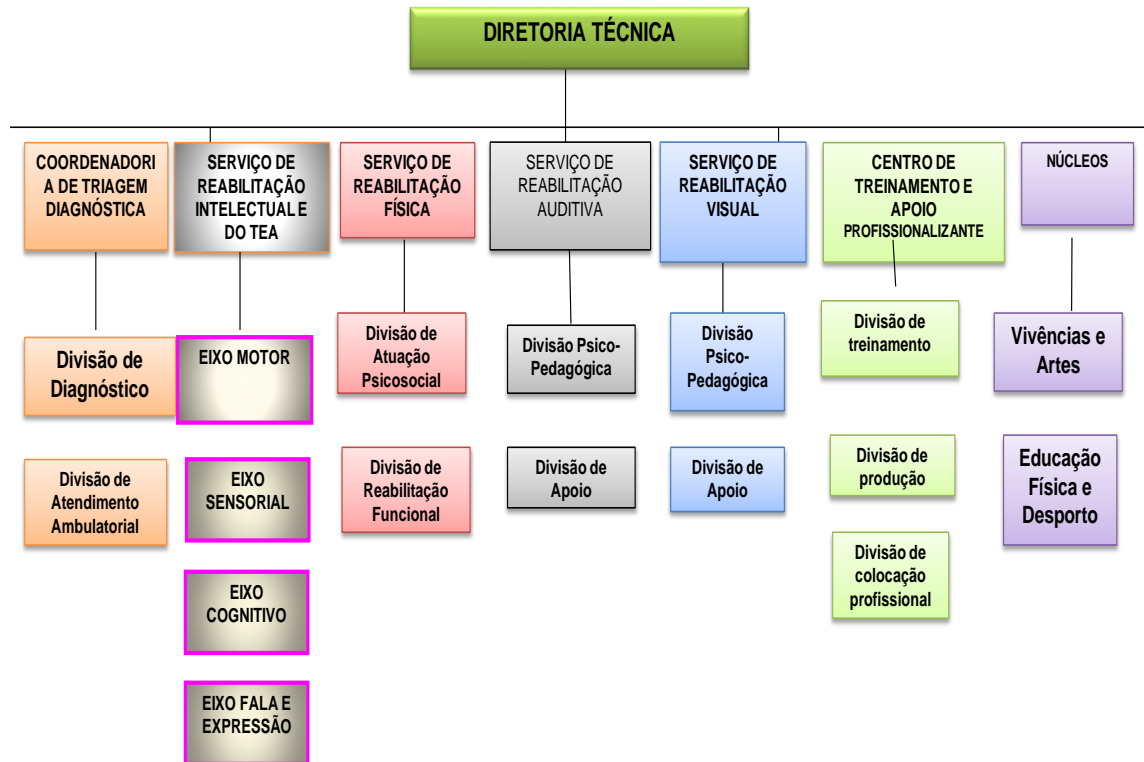 DIRETORIA TÉCNICA
COORDENADORI
A DE TRIAGEM
DIAGNÓSTICA
SERVIÇO DE
REABILITAÇÃO
INTELECTUAL E
DO TEA
SERVIÇO DE
REABILITAÇÃO
FÍSICA
SERVIÇO DE
REABILITAÇÃO
AUDITIVA
SERVIÇO DE
REABILITAÇÃO
VISUAL
CENTRO DE
TREINAMENTO E
APOIO
PROFISSIONALIZANTE
NÚCLEOS
Divisão de
Diagnóstico
EIXO MOTOR
Divisão de
Atuação
Psicosocial
Divisão Psico-
Pedagógica
Divisão
Psico-
Pedagógica
Divisão de
treinamento
Vivências e
Artes
Divisão de
Atendimento
Ambulatorial
EIXO
SENSORIAL
Divisão de
Reabilitação
Funcional
Divisão de
Apoio
Divisão de
Apoio
Divisão de
produção
Educação
Física e
Desporto
EIXO
COGNITIVO
Divisão de
colocação
profissional
EIXO FALA E
EXPRESSÃO